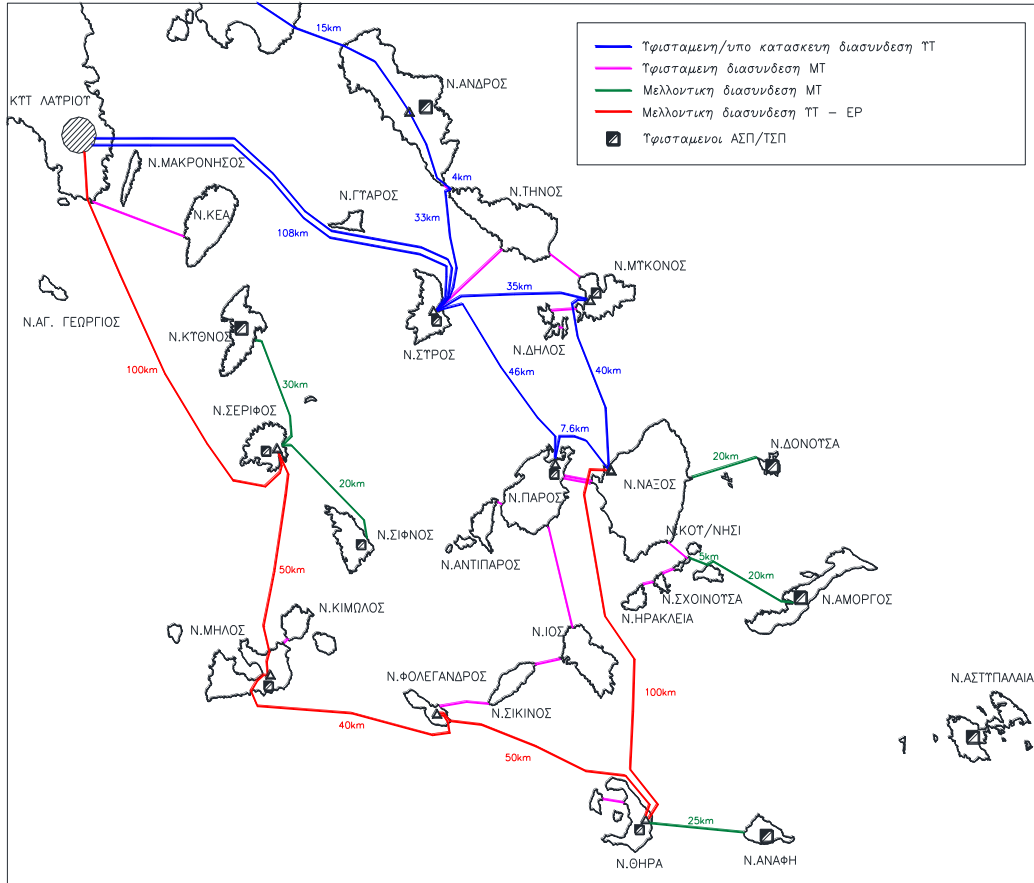 15km
Υφισταμενη/υπο κατασκευη διασυνδεση ΥΤ
Υφισταμενη διασυνδεση ΜΤ
Μελλοντικη διασυνδεση ΜΤ
Μελλοντικη διασυνδεση ΥΤ – ΕΡ
Υφισταμενοι ΑΣΠ/ΤΣΠ
Ν.ΑΝΔΡΟΣ
ΚΥΤ ΛΑΥΡΙΟΥ
Ν.ΜΑΚΡΟΝΗΣΟΣ
4km
Ν.ΤΗΝΟΣ
Ν.ΓΥΑΡΟΣ
Ν.ΚΕΑ
33km
108km
Ν.ΜΥΚΟΝΟΣ
35km
Ν.ΑΓ. ΓΕΩΡΓΙΟΣ
Ν.ΚΥΘΝΟΣ
Ν.ΣΥΡΟΣ
Ν.ΔΗΛΟΣ
100km
46km
40km
30km
Ν.ΣΕΡΙΦΟΣ
7.6km
Ν.ΔΟΝΟΥΣΑ
20km
Ν.ΝΑΞΟΣ
20km
Ν.ΠΑΡΟΣ
Ν.ΣΙΦΝΟΣ
Ν.ΚΟΥ/ΝΗΣΙ
Ν.ΑΝΤΙΠΑΡΟΣ
5km
50km
20km
Ν.ΣΧΟΙΝΟΥΣΑ
Ν.ΑΜΟΡΓΟΣ
Ν.ΚΙΜΩΛΟΣ
Ν.ΗΡΑΚΛΕΙΑ
Ν.ΜΗΛΟΣ
Ν.ΙΟΣ
Ν.ΦΟΛΕΓΑΝΔΡΟΣ
Ν.ΑΣΤΥΠΑΛΑΙΑ
100km
Ν.ΣΙΚΙΝΟΣ
40km
50km
25km
Ν.ΘΗΡΑ
Ν.ΑΝΑΦΗ